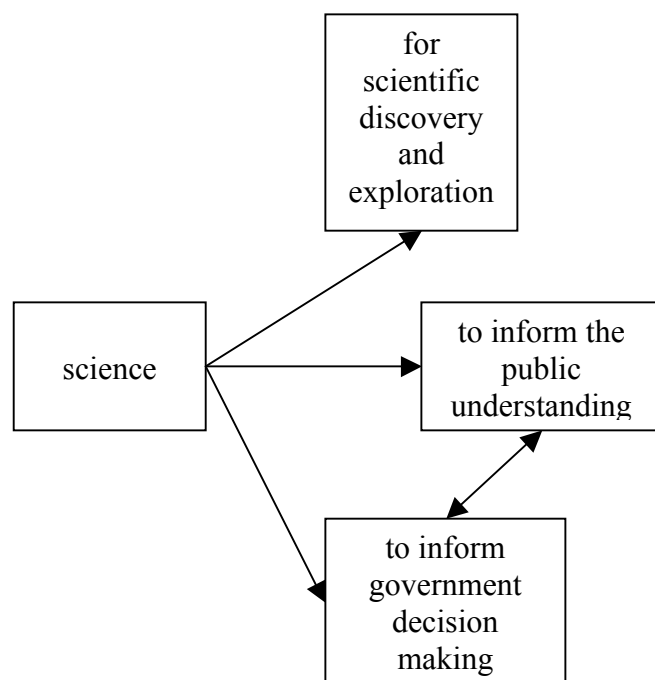 for
scientific
discovery
and
exploration
science
to inform the
public
understanding
to inform
government
decision
making